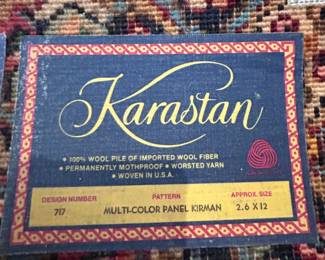 Karastan
• 100% WOOL PILE OF IMPORTED WOOL FIBER
• PERMANENTLY MOTHPROOF • WORSTED YARN
• WOVEN IN U.S.A.
DESIGN NUMBER PATTERN APPROX. SIZE
717 MULTI-COLOR PANEL KIRMAN 2.6 X 12